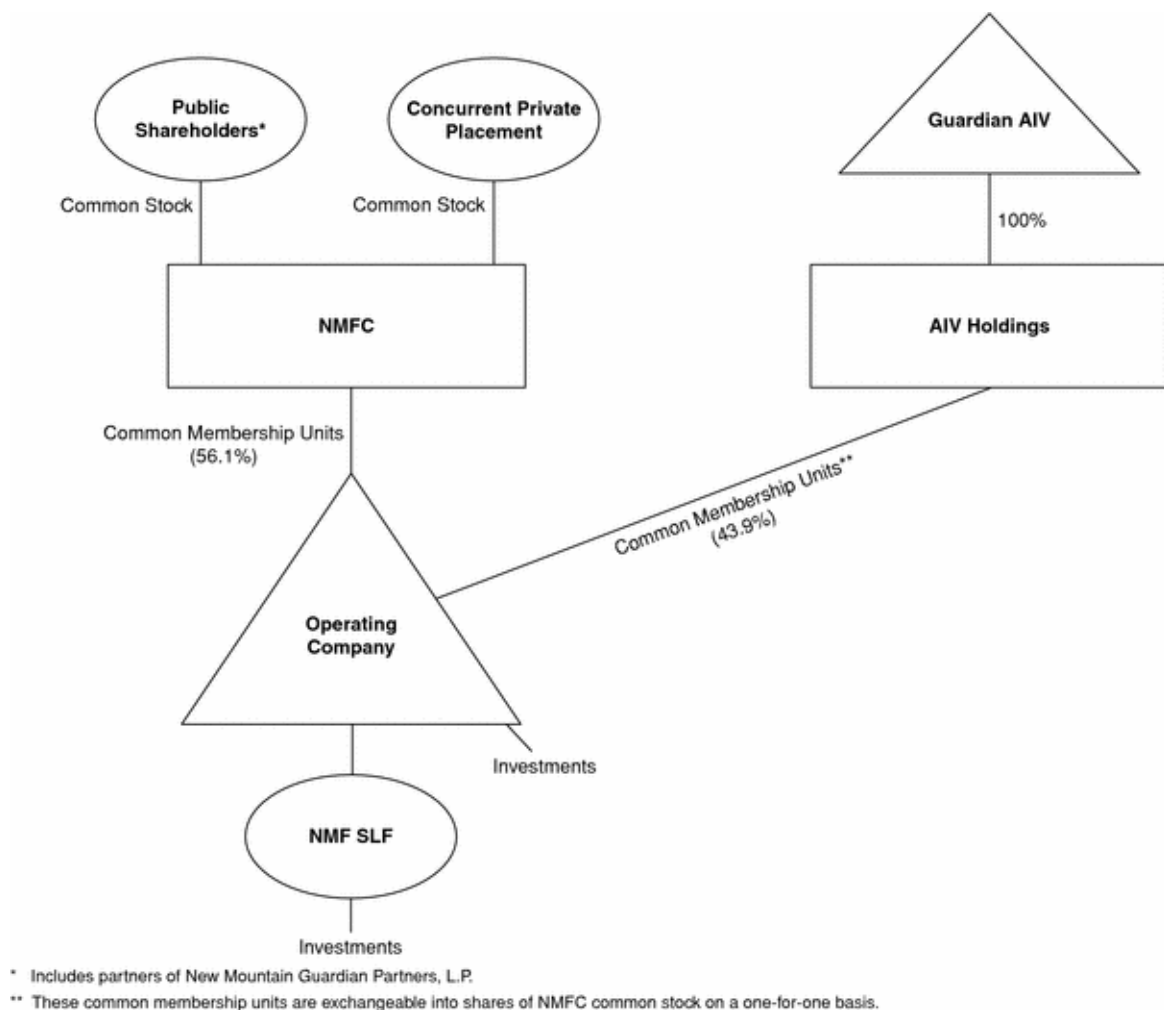 Public
Shareholders*
Concurrent Private
Placement
Guardian AIV
Common Stock
Common Stock
100%
NMFC
AIV Holdings
Common Membership Units
(56.1%)
Common Membership Units**
(43.9%)
Operating
Company
Investments
NMF SLF
Investments
* Includes partners of New Mountain Guardian Partners, L.P.
** These common membership units are exchangeable into shares of NMFC common stock on a one-for-one basis.